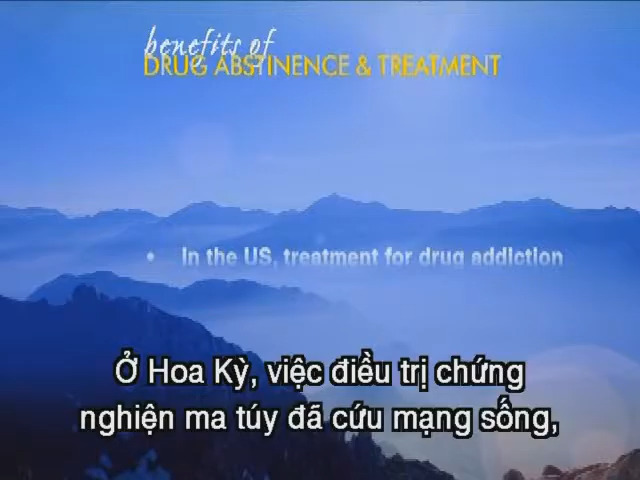 benefits of
DRUG ABSTINENCE & TREATMENT
• In the US, treatment for drug addiction
Ở Hoa Kỳ, việc điều trị chứng
nghiện ma túy đã cứu mạng sống,